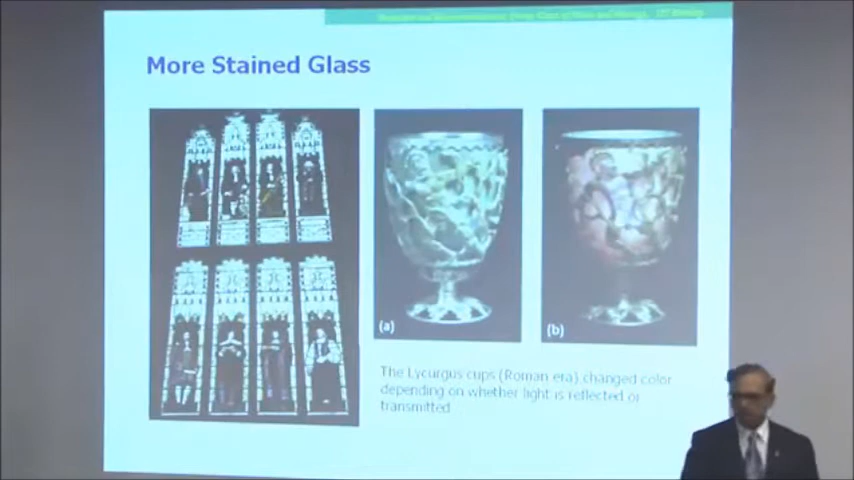 More Stained Glass
(a)
(b)
The Lycurgus cups (Roman era) changed color
depending on whether light is reflected or
transmitted